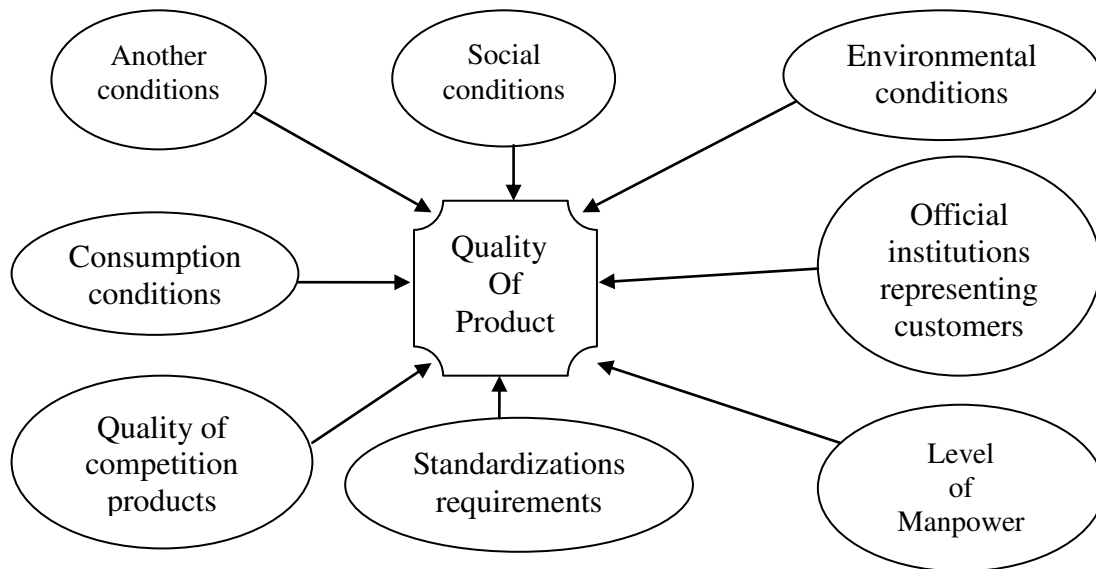 Another
conditions
Social
conditions
Environmental
conditions
Consumption
conditions
Quality
Of
Product
Official
institutions
representing
customers
Quality of
competition
products
Standardizations
requirements
Level
of
Manpower